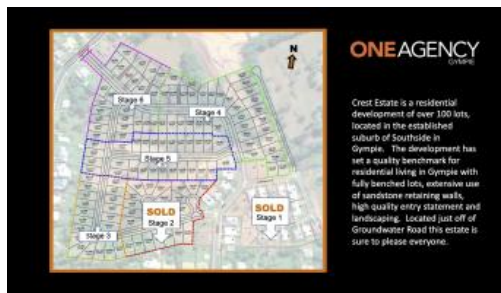 N
ONEAGENCY
GYMPIE
Stage 6
Stage 4
Stage 5
SOLD
Stage 2
SOLD
Stage 1
Stage 3
Crest Estate is a residential
development of over 100 lots,
located in the established
suburb of Southside in
Gympie. The development has
set a quality benchmark for
residential living in Gympie with
fully benched lots, extensive use
of sandstone retaining walls,
high quality entry statement and
landscaping. Located just off of
Groundwater Road this estate is
sure to please everyone.